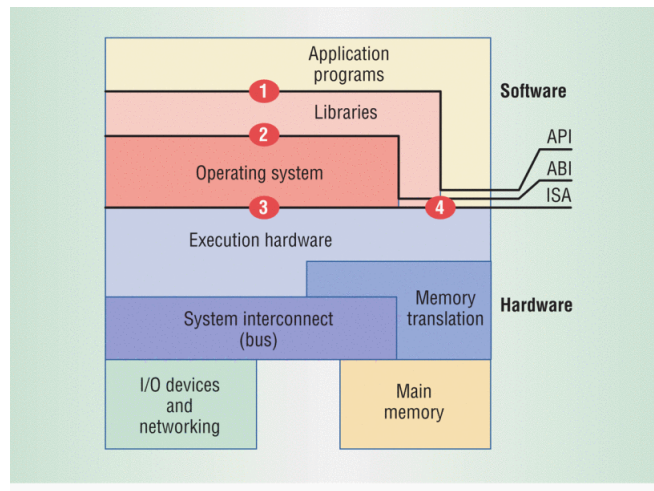 Application
programs
1
Software
Libraries
2
API
ABI
Operating system
ISA
3
4
Execution hardware
Memory
translation
Hardware
System interconnect
(bus)
I/O devices
and
networking
Main
memory